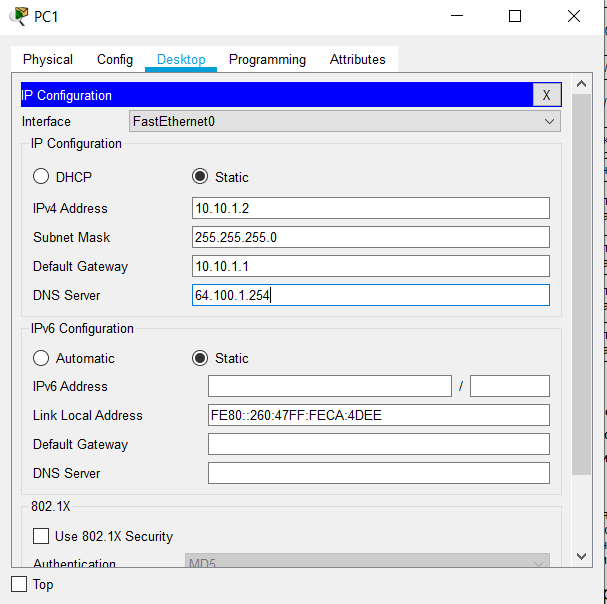 PC1
Physical Config Desktop Programming Attributes
IP Configuration X
Interface FastEthernet0
IP Configuration
DHCP Static
IPv4 Address 10.10.1.2
Subnet Mask 255.255.255.0
Default Gateway 10.10.1.1
DNS Server 64.100.1.254
IPv6 Configuration
Automatic Static
IPv6 Address /
Link Local Address FE80::260:47FF:FECA:4DEE
Default Gateway
DNS Server
802.1X
Use 802.1X Security
Authentication MD5
Top